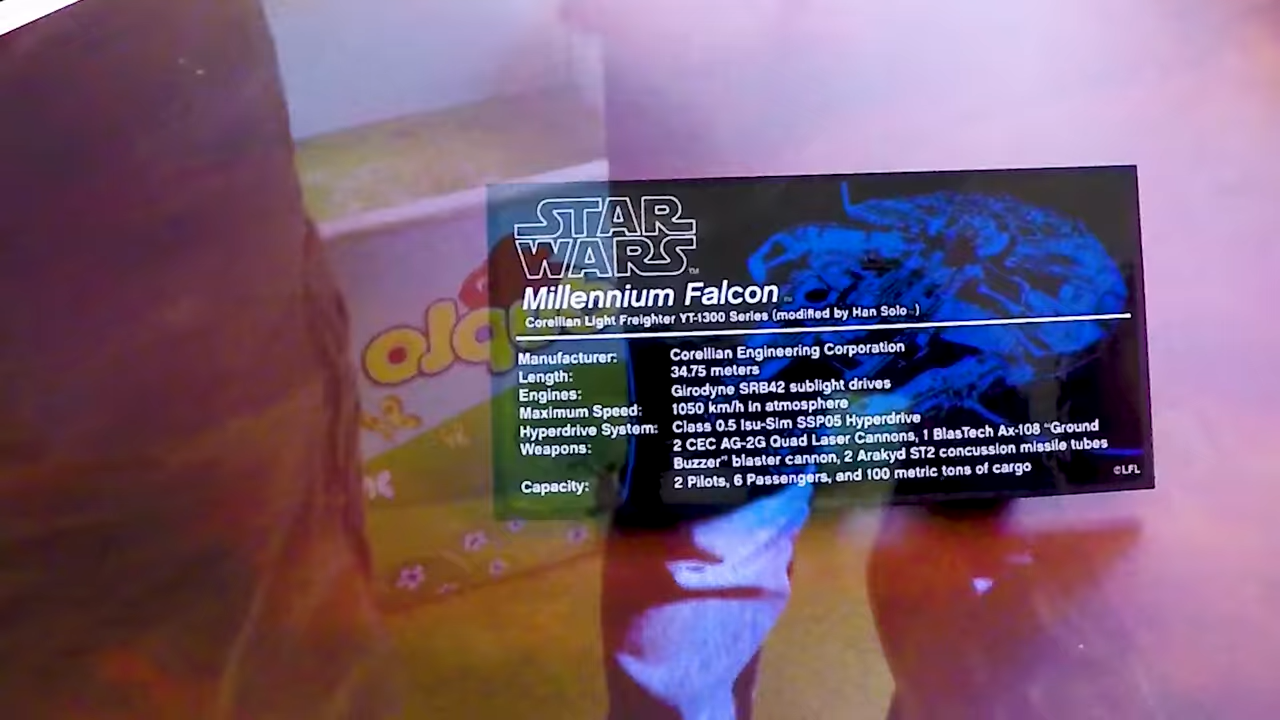 STAR
WARS™
Millennium Falcon™
Corellian Light Freighter YT-1300 Series (modified by Han Solo )
Manufacturer: Corellian Engineering Corporation
Length: 34.75 meters
Engines: Girodyne SRB42 sublight drives
Maximum Speed: 1050 km/h in atmosphere
Hyperdrive System: Class 0.5 Isu-Sim SSP05 Hyperdrive
Weapons: 2 CEC AG-2G Quad Laser Cannons, 1 BlasTech Ax-108 “Ground
Buzzer” blaster cannon, 2 Arakyd ST2 concussion missile tubes
Capacity: 2 Pilots, 6 Passengers, and 100 metric tons of cargo
©LFL